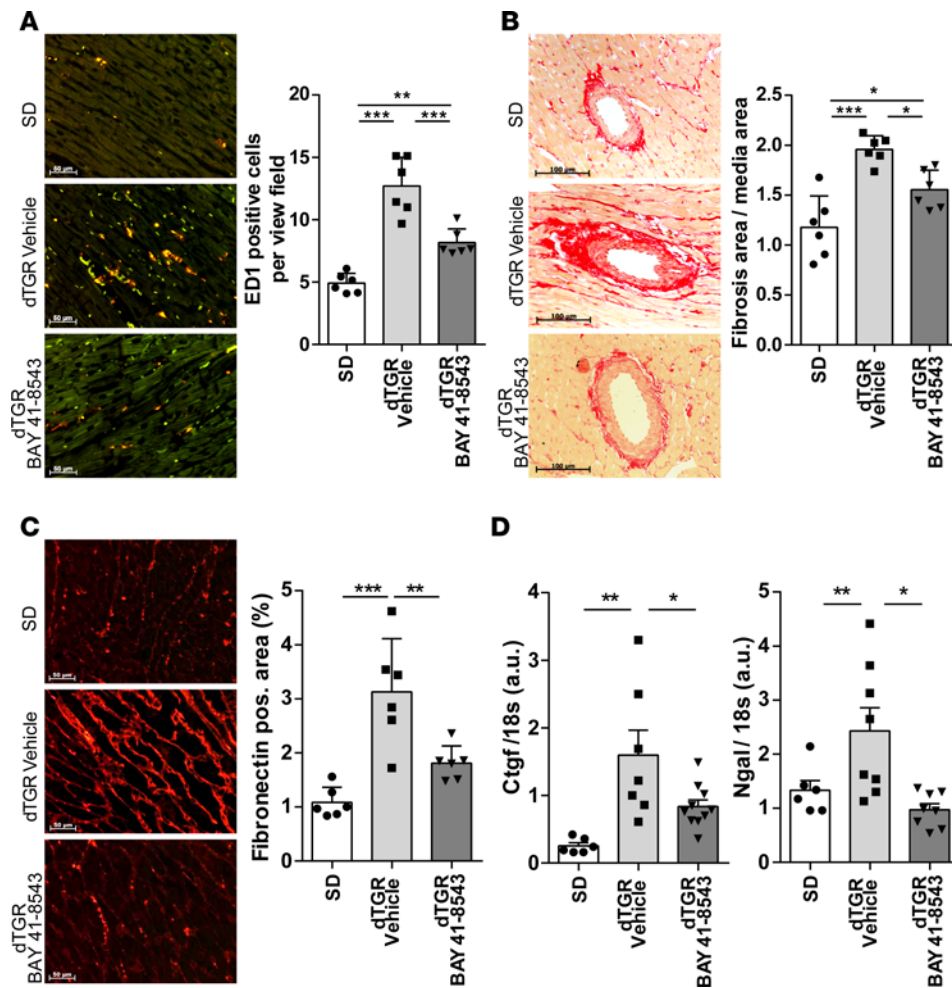 A
SD
50 µm
dTGR Vehicle
50 µm
dTGR
BAY 41-8543
50 µm
ED1 positive cells
per view field
20
15
10
5
0
**
***
***
SD
dTGR
Vehicle
dTGR
BAY 41-8543
B
SD
100 µm
dTGR Vehicle
100 µm
dTGR
BAY 41-8543
100 µm
Fibrosis area / media area
2.5
2.0
1.5
1.0
0.5
0.0
*
***
*
SD
dTGR
Vehicle
dTGR
BAY 41-8543
C
SD
50 µm
dTGR Vehicle
50 µm
dTGR
BAY 41-8543
50 µm
Fibronectin pos. area (%)
5
4
3
2
1
0
***
**
SD
dTGR
Vehicle
dTGR
BAY 41-8543
D
Ctgf /18s (a.u.)
4
3
2
1
0
**
*
SD
dTGR
Vehicle
dTGR
BAY 41-8543
Ngal / 18s (a.u.)
5
4
3
2
1
0
**
*
SD
dTGR
Vehicle
dTGR
BAY 41-8543